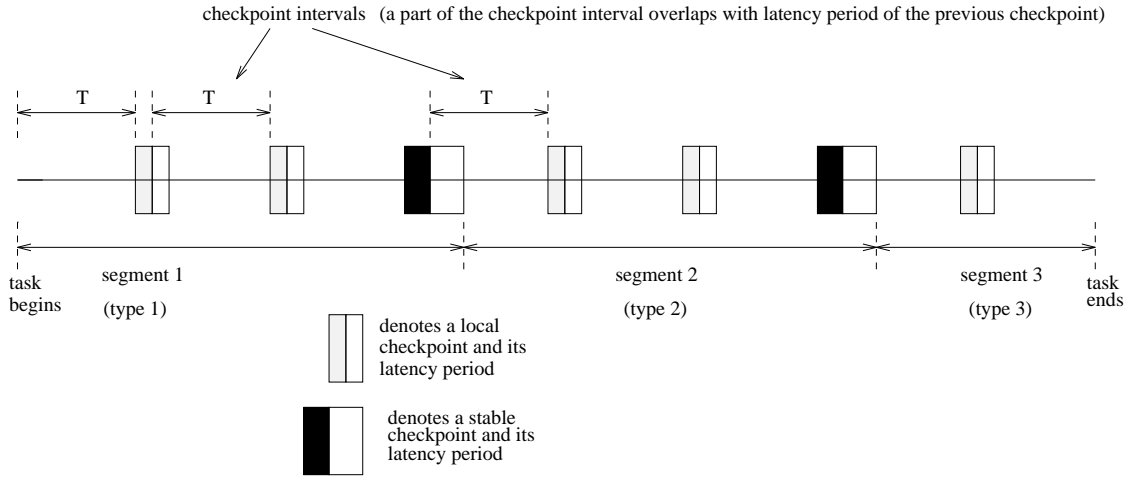 checkpoint intervals (a part of the checkpoint interval overlaps with latency period of the previous checkpoint)
T
T
T
task
begins
segment 1
(type 1)
segment 2
(type 2)
segment 3
(type 3)
task
ends
denotes a local
checkpoint and its
latency period
denotes a stable
checkpoint and its
latency period